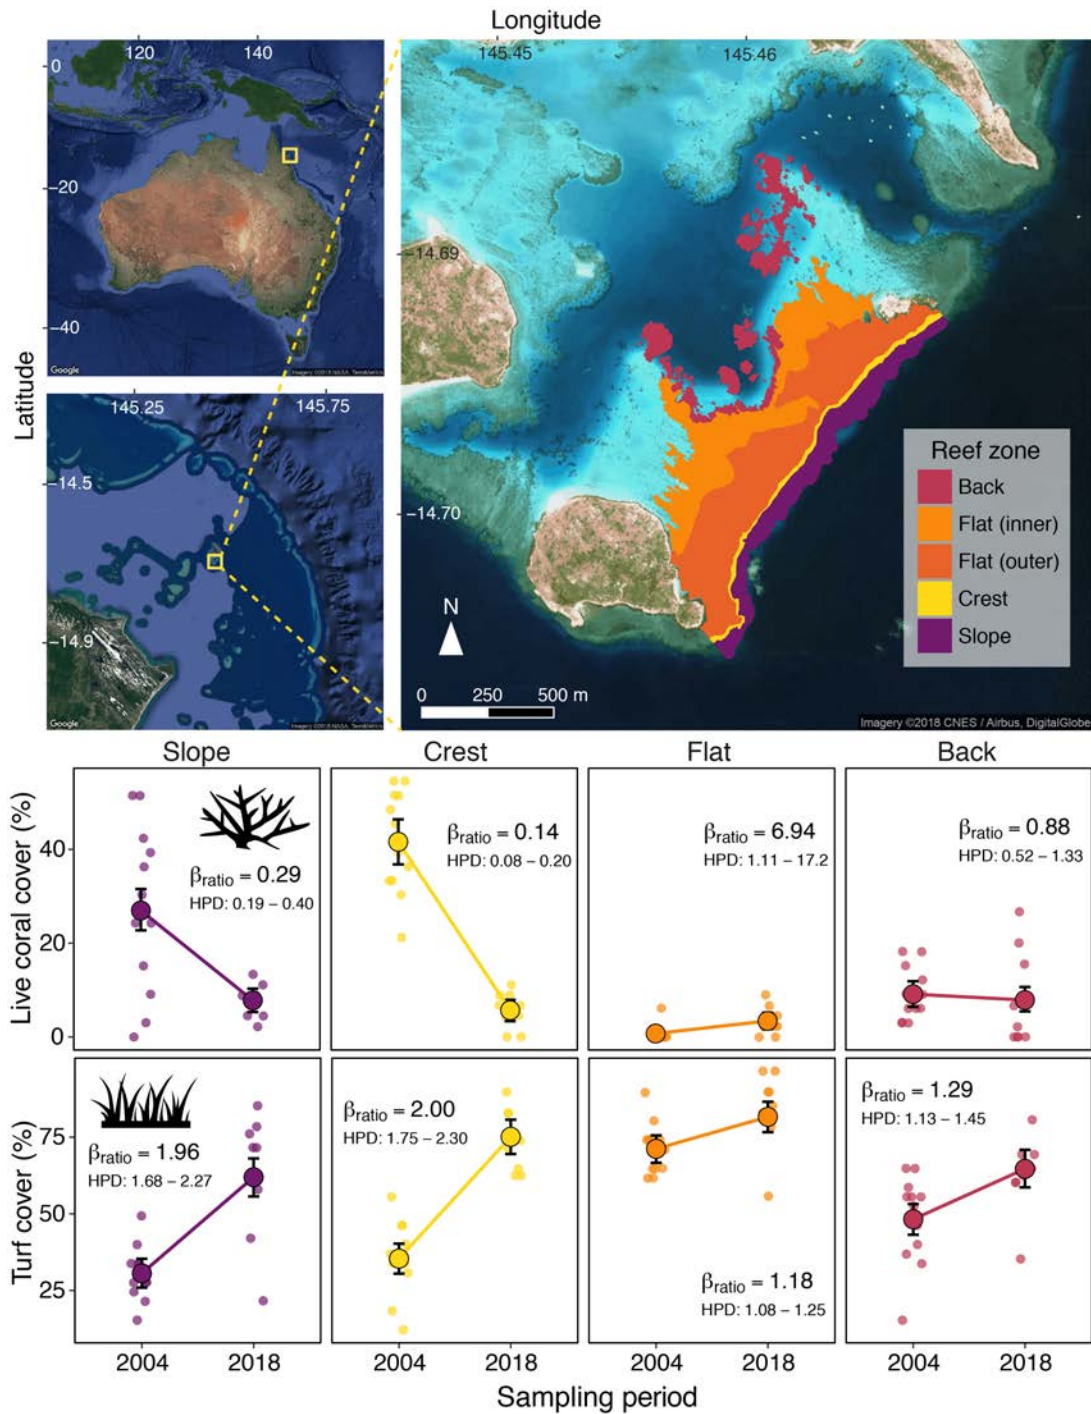 Longitude
120 140
0
−20
−40
Google
Latitude
145.25 145.75
−14.5
−14.9
Google
145.45 145.46
−14.69
−14.70
N
0 250 500 m
Reef zone
Back
Flat (inner)
Flat (outer)
Crest
Slope
Imagery ©2018 CNES / Airbus, DigitalGlobe
Slope Crest Flat Back
Live coral cover (%)
40
20
0
βratio = 0.29
HPD: 0.19 – 0.40
βratio = 0.14
HPD: 0.08 – 0.20
βratio = 6.94
HPD: 1.11 – 17.2
βratio = 0.88
HPD: 0.52 – 1.33
Turf cover (%)
75
50
25
βratio = 1.96
HPD: 1.68 – 2.27
βratio = 2.00
HPD: 1.75 – 2.30
βratio = 1.18
HPD: 1.08 – 1.25
βratio = 1.29
HPD: 1.13 – 1.45
2004 2018 2004 2018 2004 2018 2004 2018
Sampling period